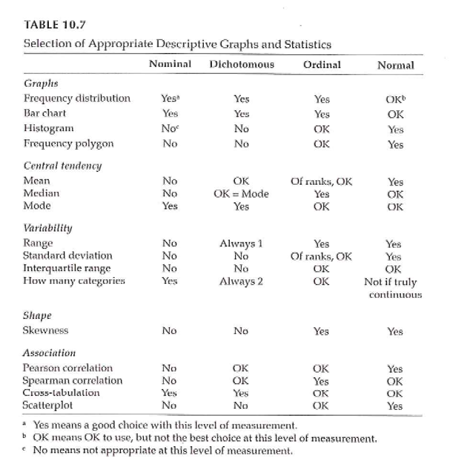 TABLE 10.7
Selection of Appropriate Descriptive Graphs and Statistics
Nominal Dichotomous Ordinal Normal
Graphs
Frequency distribution Yesᵃ Yes Yes OKᵇ
Bar chart Yes Yes Yes OK
Histogram Noᶜ No OK Yes
Frequency polygon No No OK Yes
Central tendency
Mean No OK Of ranks, OK Yes
Median No OK = Mode Yes OK
Mode Yes Yes OK OK
Variability
Range No Always 1 Yes Yes
Standard deviation No No Of ranks, OK Yes
Interquartile range No No OK OK
How many categories Yes Always 2 OK Not if truly
continuous
Shape
Skewness No No Yes Yes
Association
Pearson correlation No OK OK Yes
Spearman correlation No OK Yes OK
Cross-tabulation Yes Yes OK OK
Scatterplot No No OK Yes
ᵃ Yes means a good choice with this level of measurement.
ᵇ OK means OK to use, but not the best choice at this level of measurement.
ᶜ No means not appropriate at this level of measurement.